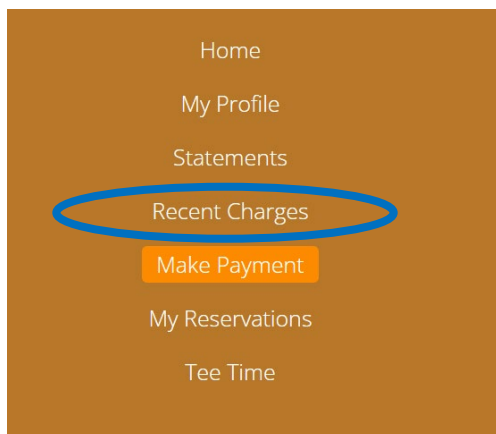 Home
My Profile
Statements
Recent Charges
Make Payment
My Reservations
Tee Time